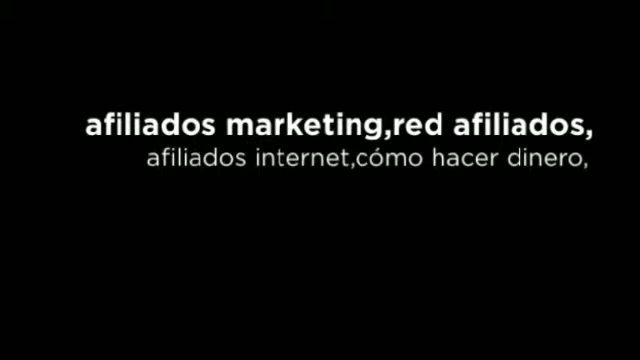 afiliados marketing,red afiliados,
afiliados internet,cómo hacer dinero,